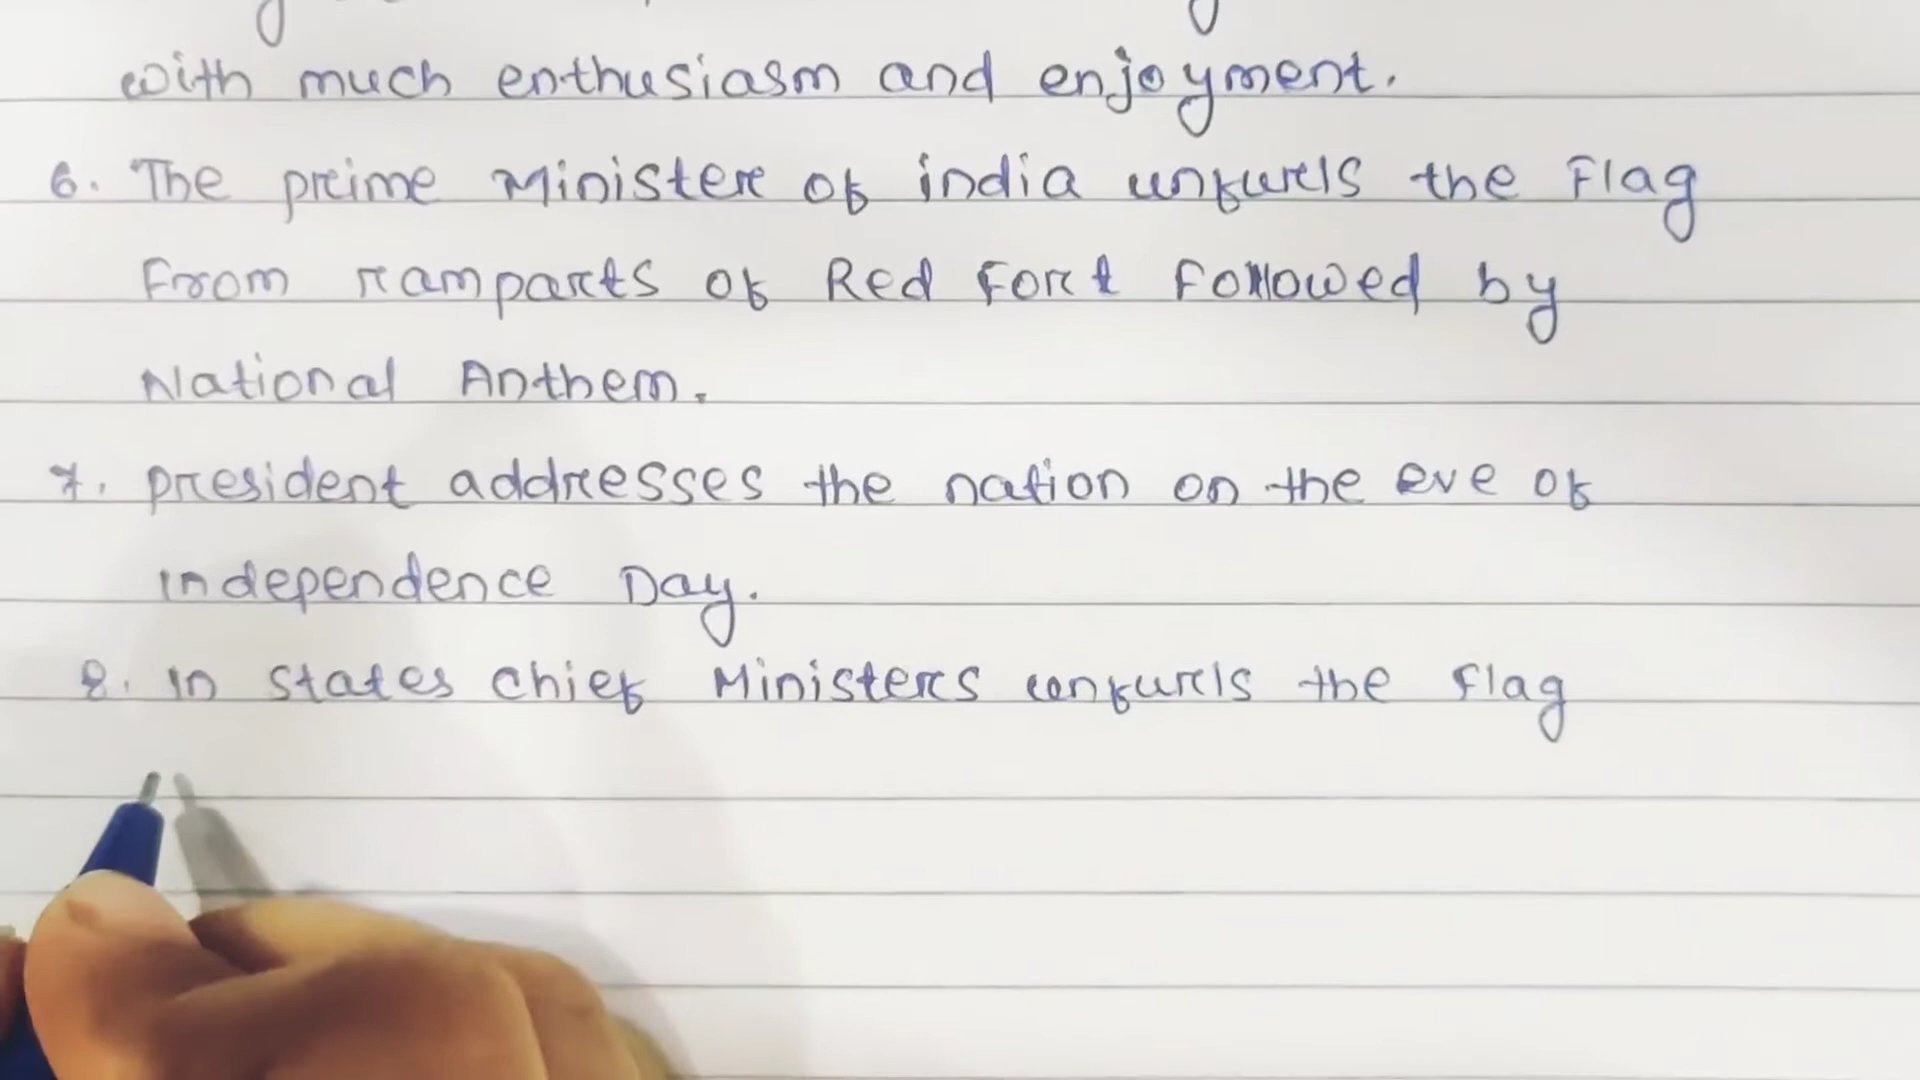 with much enthusiasm and enjoyment.
6. The prime Minister of india unfurls the Flag
From ramparts of Red Fort Followed by
National Anthem.
7. president addresses the nation on the eve of
independence Day.
8. in states chief Ministers unfurls the Flag